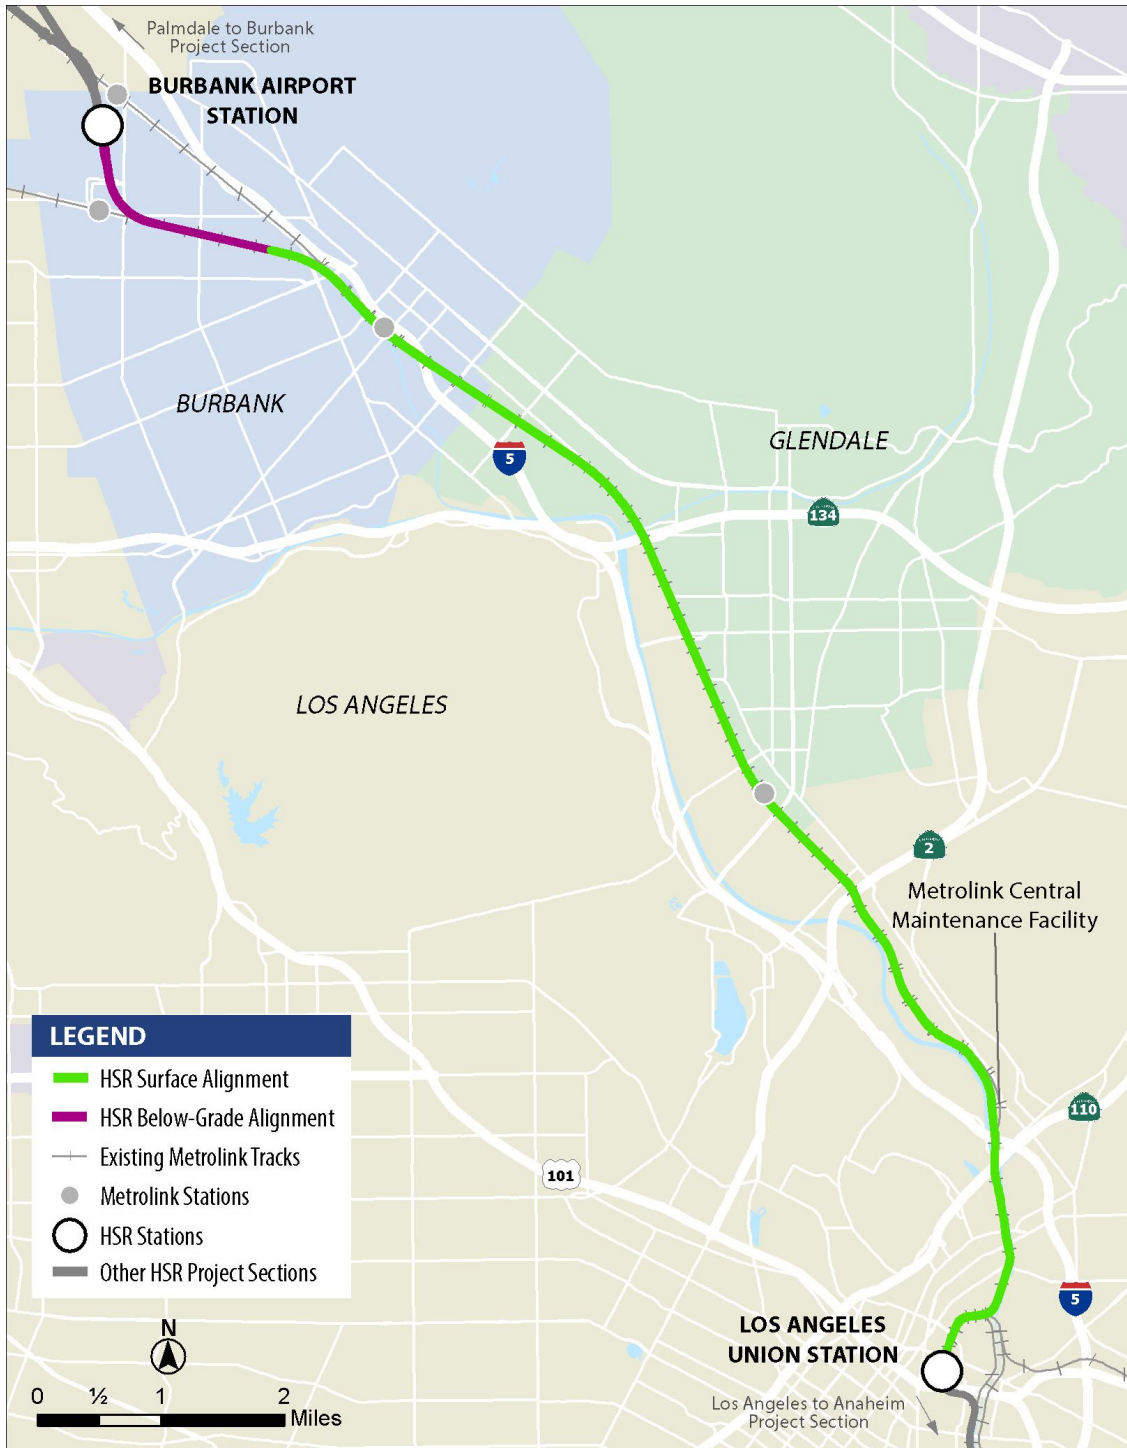 Palmdale to Burbank
Project Section
BURBANK AIRPORT
STATION
BURBANK
GLENDALE
5
134
LOS ANGELES
2
Metrolink Central
Maintenance Facility
LEGEND
HSR Surface Alignment
HSR Below-Grade Alignment
Existing Metrolink Tracks
Metrolink Stations
HSR Stations
Other HSR Project Sections
110
101
5
N
0 ½ 1 2
Miles
LOS ANGELES
UNION STATION
Los Angeles to Anaheim
Project Section